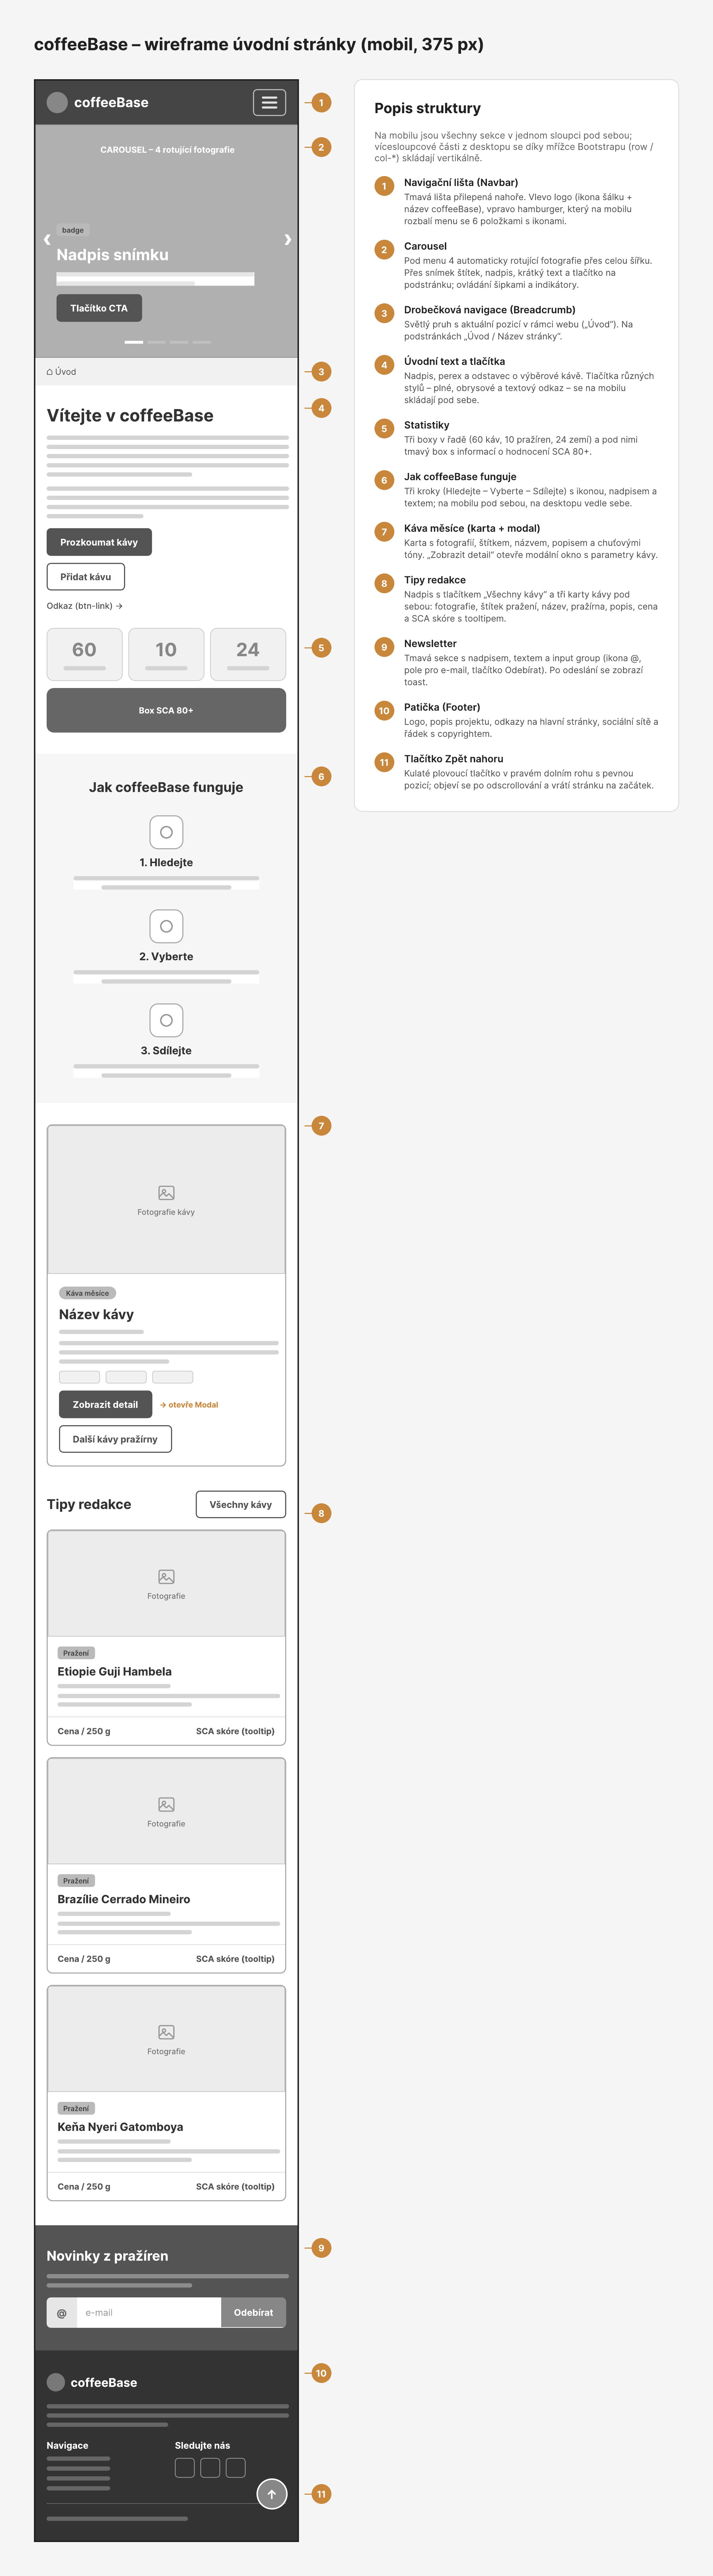 coffeeBase – wireframe úvodní stránky (mobil, 375 px)
coffeeBase
1
CAROUSEL – 4 rotující fotografie
2
‹
›
badge
Nadpis snímku
Tlačítko CTA
Úvod
3
Vítejte v coffeeBase
4
Prozkoumat kávy
Přidat kávu
Odkaz (btn-link) →
60
10
24
5
Box SCA 80+
Jak coffeeBase funguje
6
1. Hledejte
2. Vyberte
3. Sdílejte
7
Fotografie kávy
Káva měsíce
Název kávy
Zobrazit detail
→ otevře Modal
Další kávy pražírny
Tipy redakce
Všechny kávy
8
Fotografie
Pražení
Etiopie Guji Hambela
Cena / 250 g
SCA skóre (tooltip)
Fotografie
Pražení
Brazílie Cerrado Mineiro
Cena / 250 g
SCA skóre (tooltip)
Fotografie
Pražení
Keňa Nyeri Gatomboya
Cena / 250 g
SCA skóre (tooltip)
Novinky z pražíren
9
@
e-mail
Odebírat
coffeeBase
10
Navigace
Sledujte nás
↑
11
Popis struktury
Na mobilu jsou všechny sekce v jednom sloupci pod sebou;
vícesloupcové části z desktopu se díky mřížce Bootstrapu (row /
col-*) skládají vertikálně.
1
Navigační lišta (Navbar)
Tmavá lišta přilepená nahoře. Vlevo logo (ikona šálku +
název coffeeBase), vpravo hamburger, který na mobilu
rozbalí menu se 6 položkami s ikonami.
2
Carousel
Pod menu 4 automaticky rotující fotografie přes celou šířku.
Přes snímek štítek, nadpis, krátký text a tlačítko na
podstránku; ovládání šipkami a indikátory.
3
Drobečková navigace (Breadcrumb)
Světlý pruh s aktuální pozicí v rámci webu („Úvod“). Na
podstránkách „Úvod / Název stránky“.
4
Úvodní text a tlačítka
Nadpis, perex a odstavec o výběrové kávě. Tlačítka různých
stylů – plné, obrysové a textový odkaz – se na mobilu
skládají pod sebe.
5
Statistiky
Tři boxy v řadě (60 káv, 10 pražíren, 24 zemí) a pod nimi
tmavý box s informací o hodnocení SCA 80+.
6
Jak coffeeBase funguje
Tři kroky (Hledejte – Vyberte – Sdílejte) s ikonou, nadpisem a
textem; na mobilu pod sebou, na desktopu vedle sebe.
7
Káva měsíce (karta + modal)
Karta s fotografií, štítkem, názvem, popisem a chuťovými
tóny. „Zobrazit detail“ otevře modální okno s parametry kávy.
8
Tipy redakce
Nadpis s tlačítkem „Všechny kávy“ a tři karty kávy pod
sebou: fotografie, štítek pražení, název, pražírna, popis, cena
a SCA skóre s tooltipem.
9
Newsletter
Tmavá sekce s nadpisem, textem a input group (ikona @,
pole pro e-mail, tlačítko Odebírat). Po odeslání se zobrazí
toast.
10
Patička (Footer)
Logo, popis projektu, odkazy na hlavní stránky, sociální sítě a
řádek s copyrightem.
11
Tlačítko Zpět nahoru
Kulaté plovoucí tlačítko v pravém dolním rohu s pevnou
pozicí; objeví se po odscrollování a vrátí stránku na začátek.